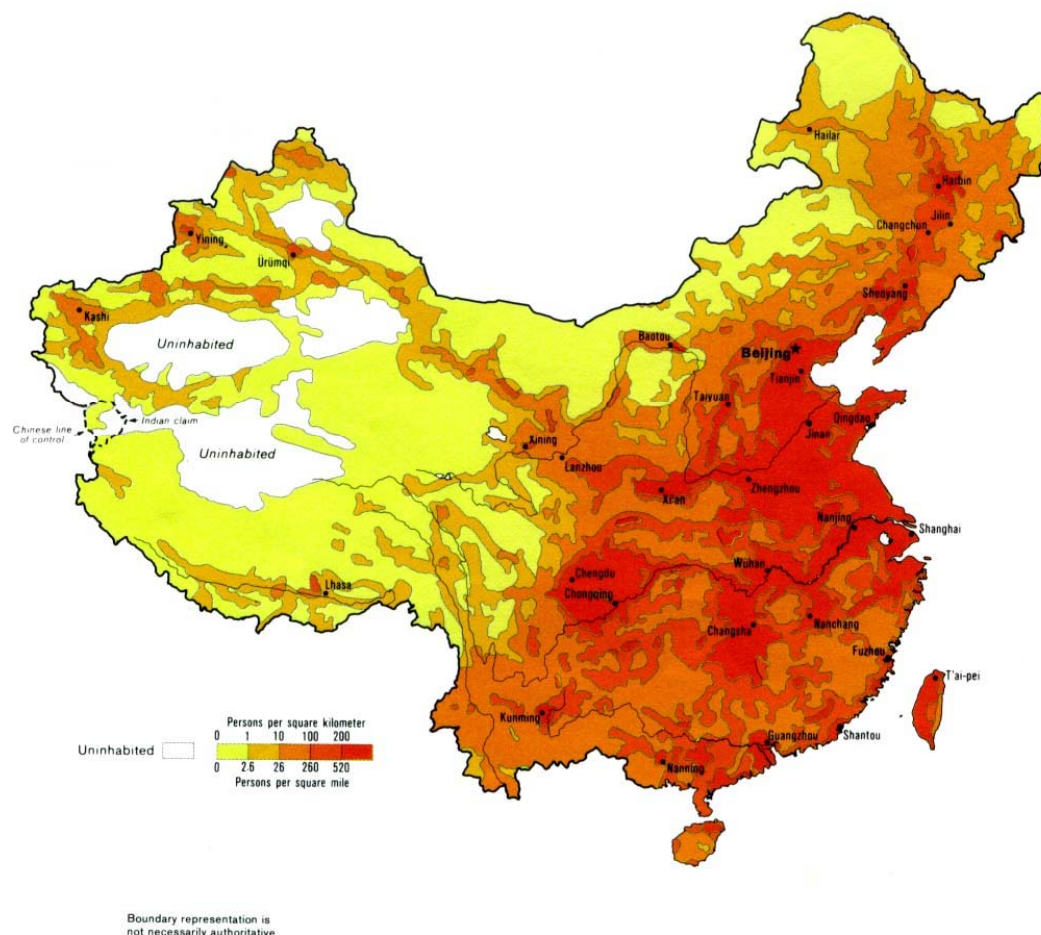 Hailar
Harbin
Jilin
Changchun
Yining
Ürümqi
Shenyang
Kashi
Baotou
Beijing
Uninhabited
Tianjin
Taiyuan
Indian claim
Chinese line
of control
Qingdao
Jinan
Xining
Uninhabited
Lanzhou
Zhengzhou
Xi'an
Nanjing
Shanghai
Wuhan
Chengdu
Lhasa
Chongqing
Nanchang
Changsha
Fuzhou
T'ai-pei
Kunming
Persons per square kilometer
0 1 10 100 200
Uninhabited
0 2.6 26 260 520
Persons per square mile
Guangzhou
Shantou
Nanning
Boundary representation is
not necessarily authoritative